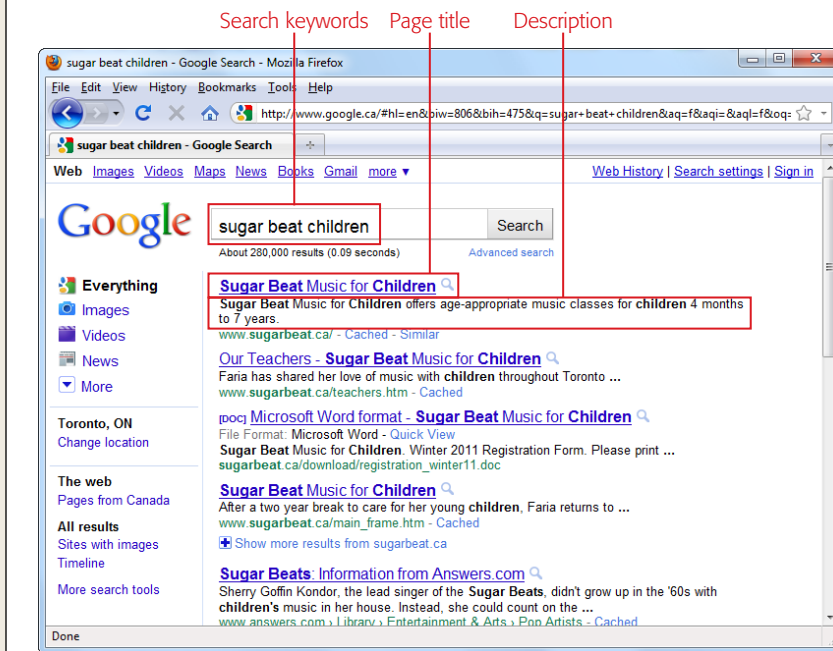 Search keywords Page title Description
sugar beat children - Google Search - Mozilla Firefox
File Edit View History Bookmarks Tools Help
http://www.google.ca/#hl=en&biw=806&bih=475&q=sugar+beat+children&aq=f&aqi=&aql=f&oq:
sugar beat children - Google Search
Web Images Videos Maps News Books Gmail more ▼ Web History | Search settings | Sign in
Google sugar beat children Search
About 280,000 results (0.09 seconds) Advanced search
Everything
Images
Videos
News
More
Toronto, ON
Change location
The web
Pages from Canada
All results
Sites with images
Timeline
More search tools
Sugar Beat Music for Children
Sugar Beat Music for Children offers age-appropriate music classes for children 4 months
to 7 years.
www.sugarbeat.ca/ - Cached - Similar
Our Teachers - Sugar Beat Music for Children
Faria has shared her love of music with children throughout Toronto ...
www.sugarbeat.ca/teachers.htm - Cached
[DOC] Microsoft Word format - Sugar Beat Music for Children
File Format: Microsoft Word - Quick View
Sugar Beat Music for Children. Winter 2011 Registration Form. Please print ...
sugarbeat.ca/download/registration_winter11.doc
Sugar Beat Music for Children
After a two year break to care for her young children, Faria returns to ...
www.sugarbeat.ca/main_frame.htm - Cached
Show more results from sugarbeat.ca
Sugar Beats: Information from Answers.com
Sherry Goffin Kondor, the lead singer of the Sugar Beats, didn't grow up in the '60s with
children's music in her house. Instead, she could count on the ...
www.answers.com › Library › Entertainment & Arts › Pop Artists - Cached
Done